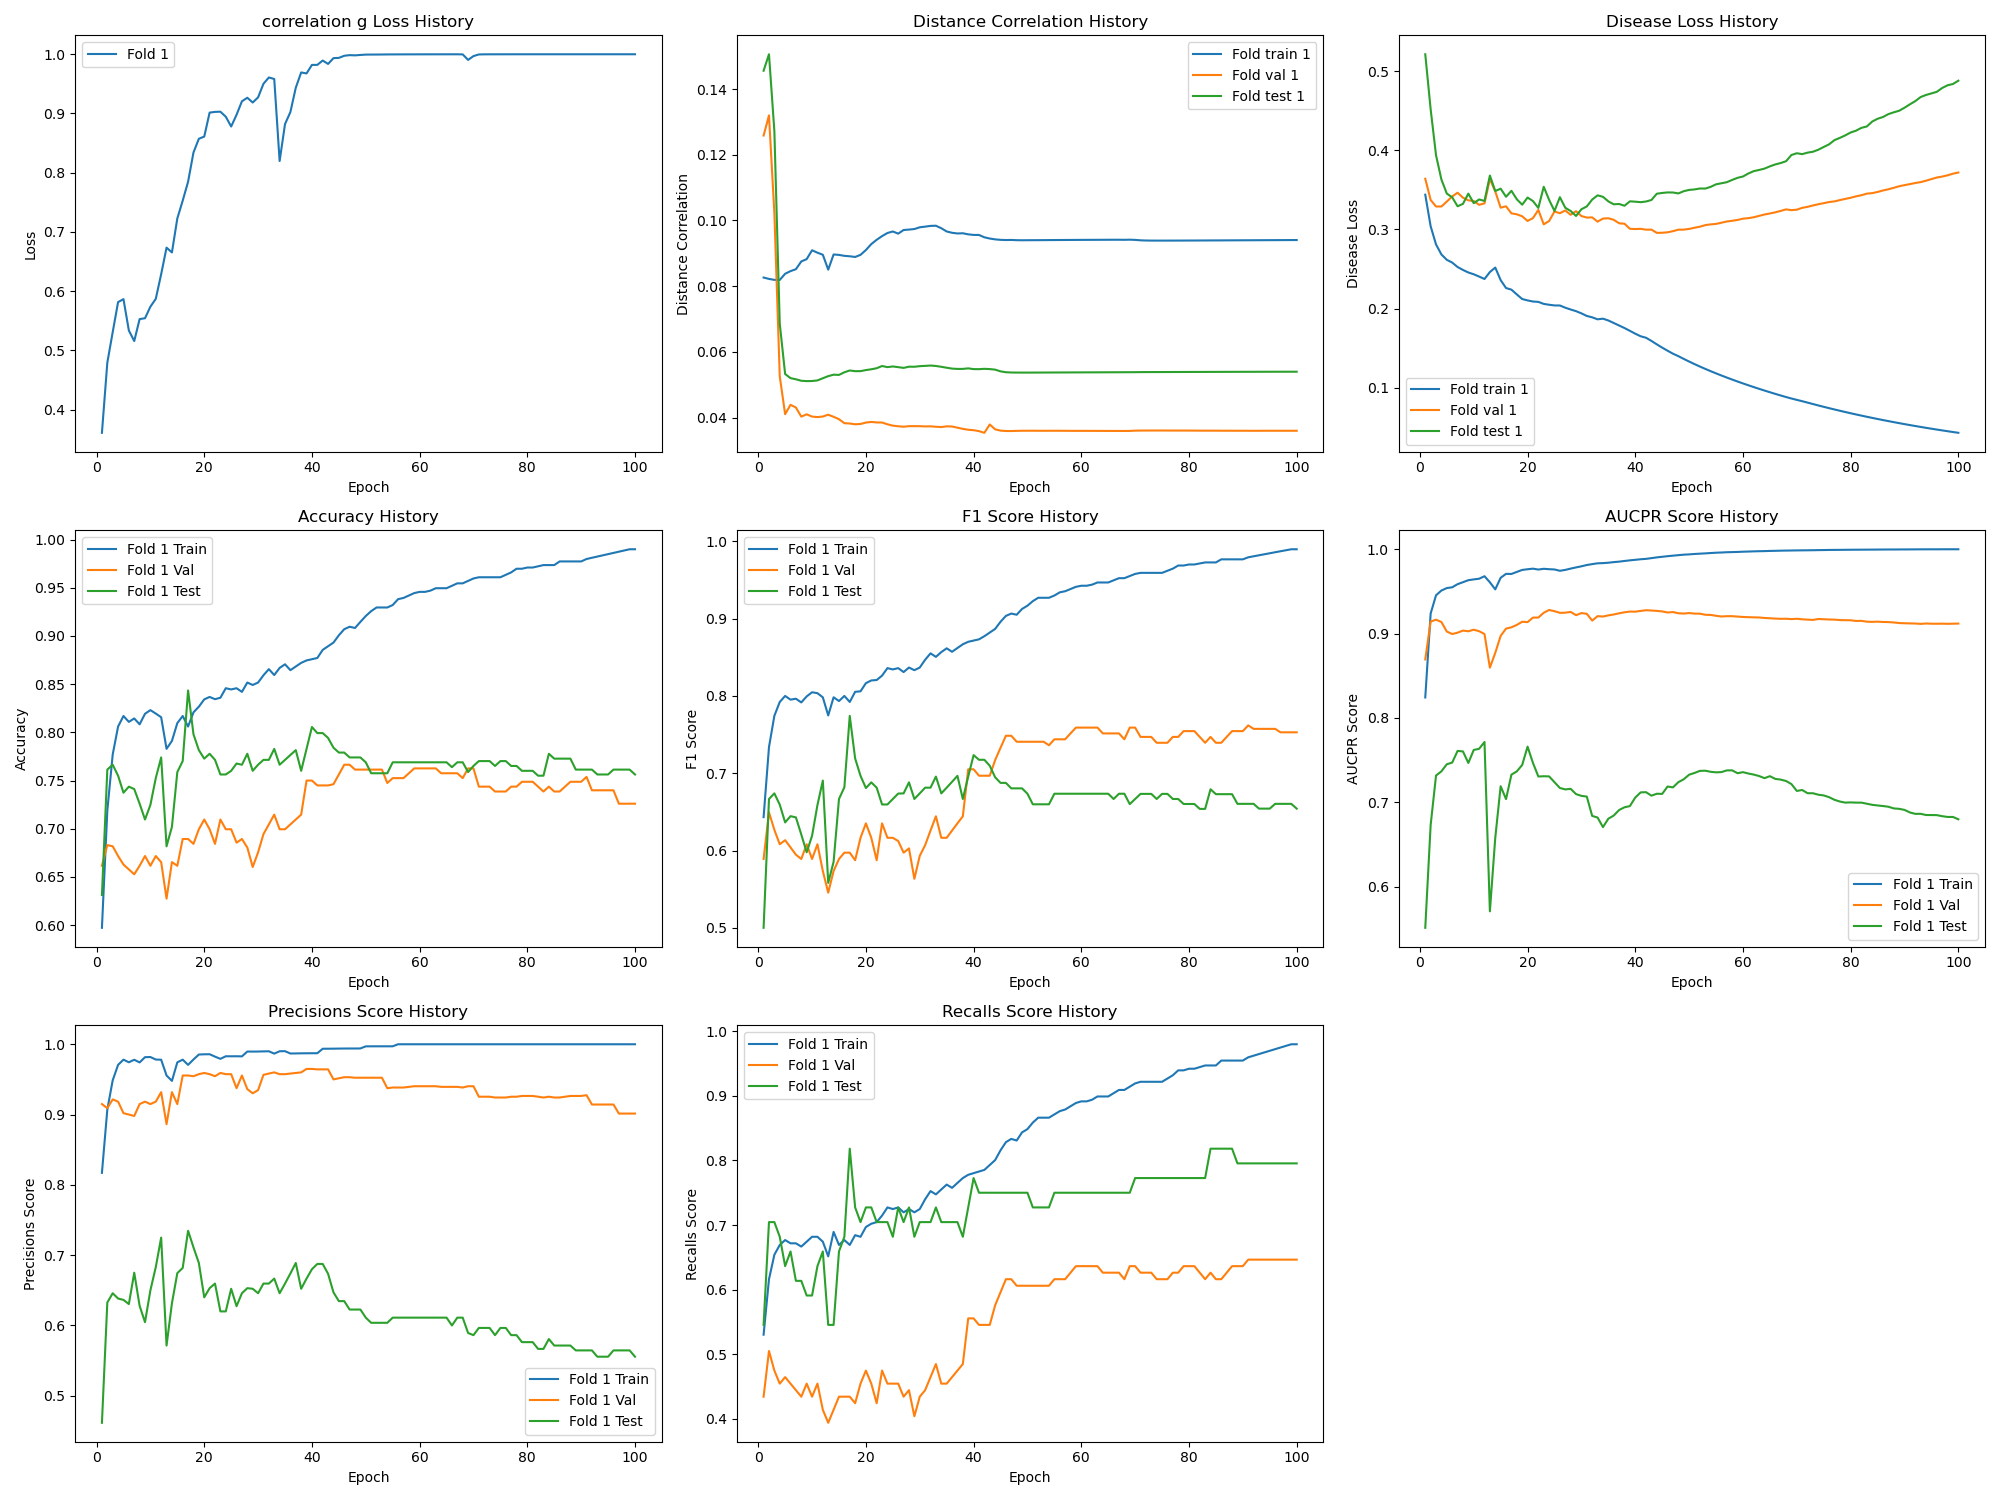 correlation g Loss History
Loss
1.0
0.9
0.8
0.7
0.6
0.5
0.4
Fold 1
0 20 40 60 80 100
Epoch
Distance Correlation History
Distance Correlation
0.14
0.12
0.10
0.08
0.06
0.04
Fold train 1
Fold val 1
Fold test 1
0 20 40 60 80 100
Epoch
Disease Loss History
Disease Loss
0.5
0.4
0.3
0.2
0.1
Fold train 1
Fold val 1
Fold test 1
0 20 40 60 80 100
Epoch
Accuracy History
Accuracy
1.00
0.95
0.90
0.85
0.80
0.75
0.70
0.65
0.60
Fold 1 Train
Fold 1 Val
Fold 1 Test
0 20 40 60 80 100
Epoch
F1 Score History
F1 Score
1.0
0.9
0.8
0.7
0.6
0.5
Fold 1 Train
Fold 1 Val
Fold 1 Test
0 20 40 60 80 100
Epoch
AUCPR Score History
AUCPR Score
1.0
0.9
0.8
0.7
0.6
Fold 1 Train
Fold 1 Val
Fold 1 Test
0 20 40 60 80 100
Epoch
Precisions Score History
Precisions Score
1.0
0.9
0.8
0.7
0.6
0.5
Fold 1 Train
Fold 1 Val
Fold 1 Test
0 20 40 60 80 100
Epoch
Recalls Score History
Recalls Score
1.0
0.9
0.8
0.7
0.6
0.5
0.4
Fold 1 Train
Fold 1 Val
Fold 1 Test
0 20 40 60 80 100
Epoch